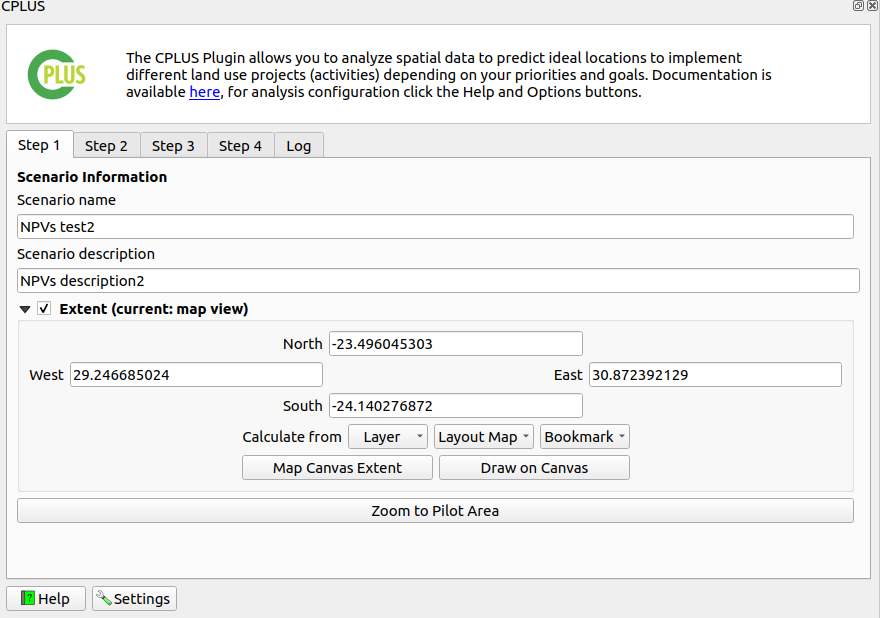 CPLUS
PLUS
The CPLUS Plugin allows you to analyze spatial data to predict ideal locations to implement
different land use projects (activities) depending on your priorities and goals. Documentation is
available here, for analysis configuration click the Help and Options buttons.
Step 1 Step 2 Step 3 Step 4 Log
Scenario Information
Scenario name
NPVs test2
Scenario description
NPVs description2
Extent (current: map view)
North -23.496045303
West 29.246685024 East 30.872392129
South -24.140276872
Calculate from Layer Layout Map Bookmark
Map Canvas Extent Draw on Canvas
Zoom to Pilot Area
? Help Settings